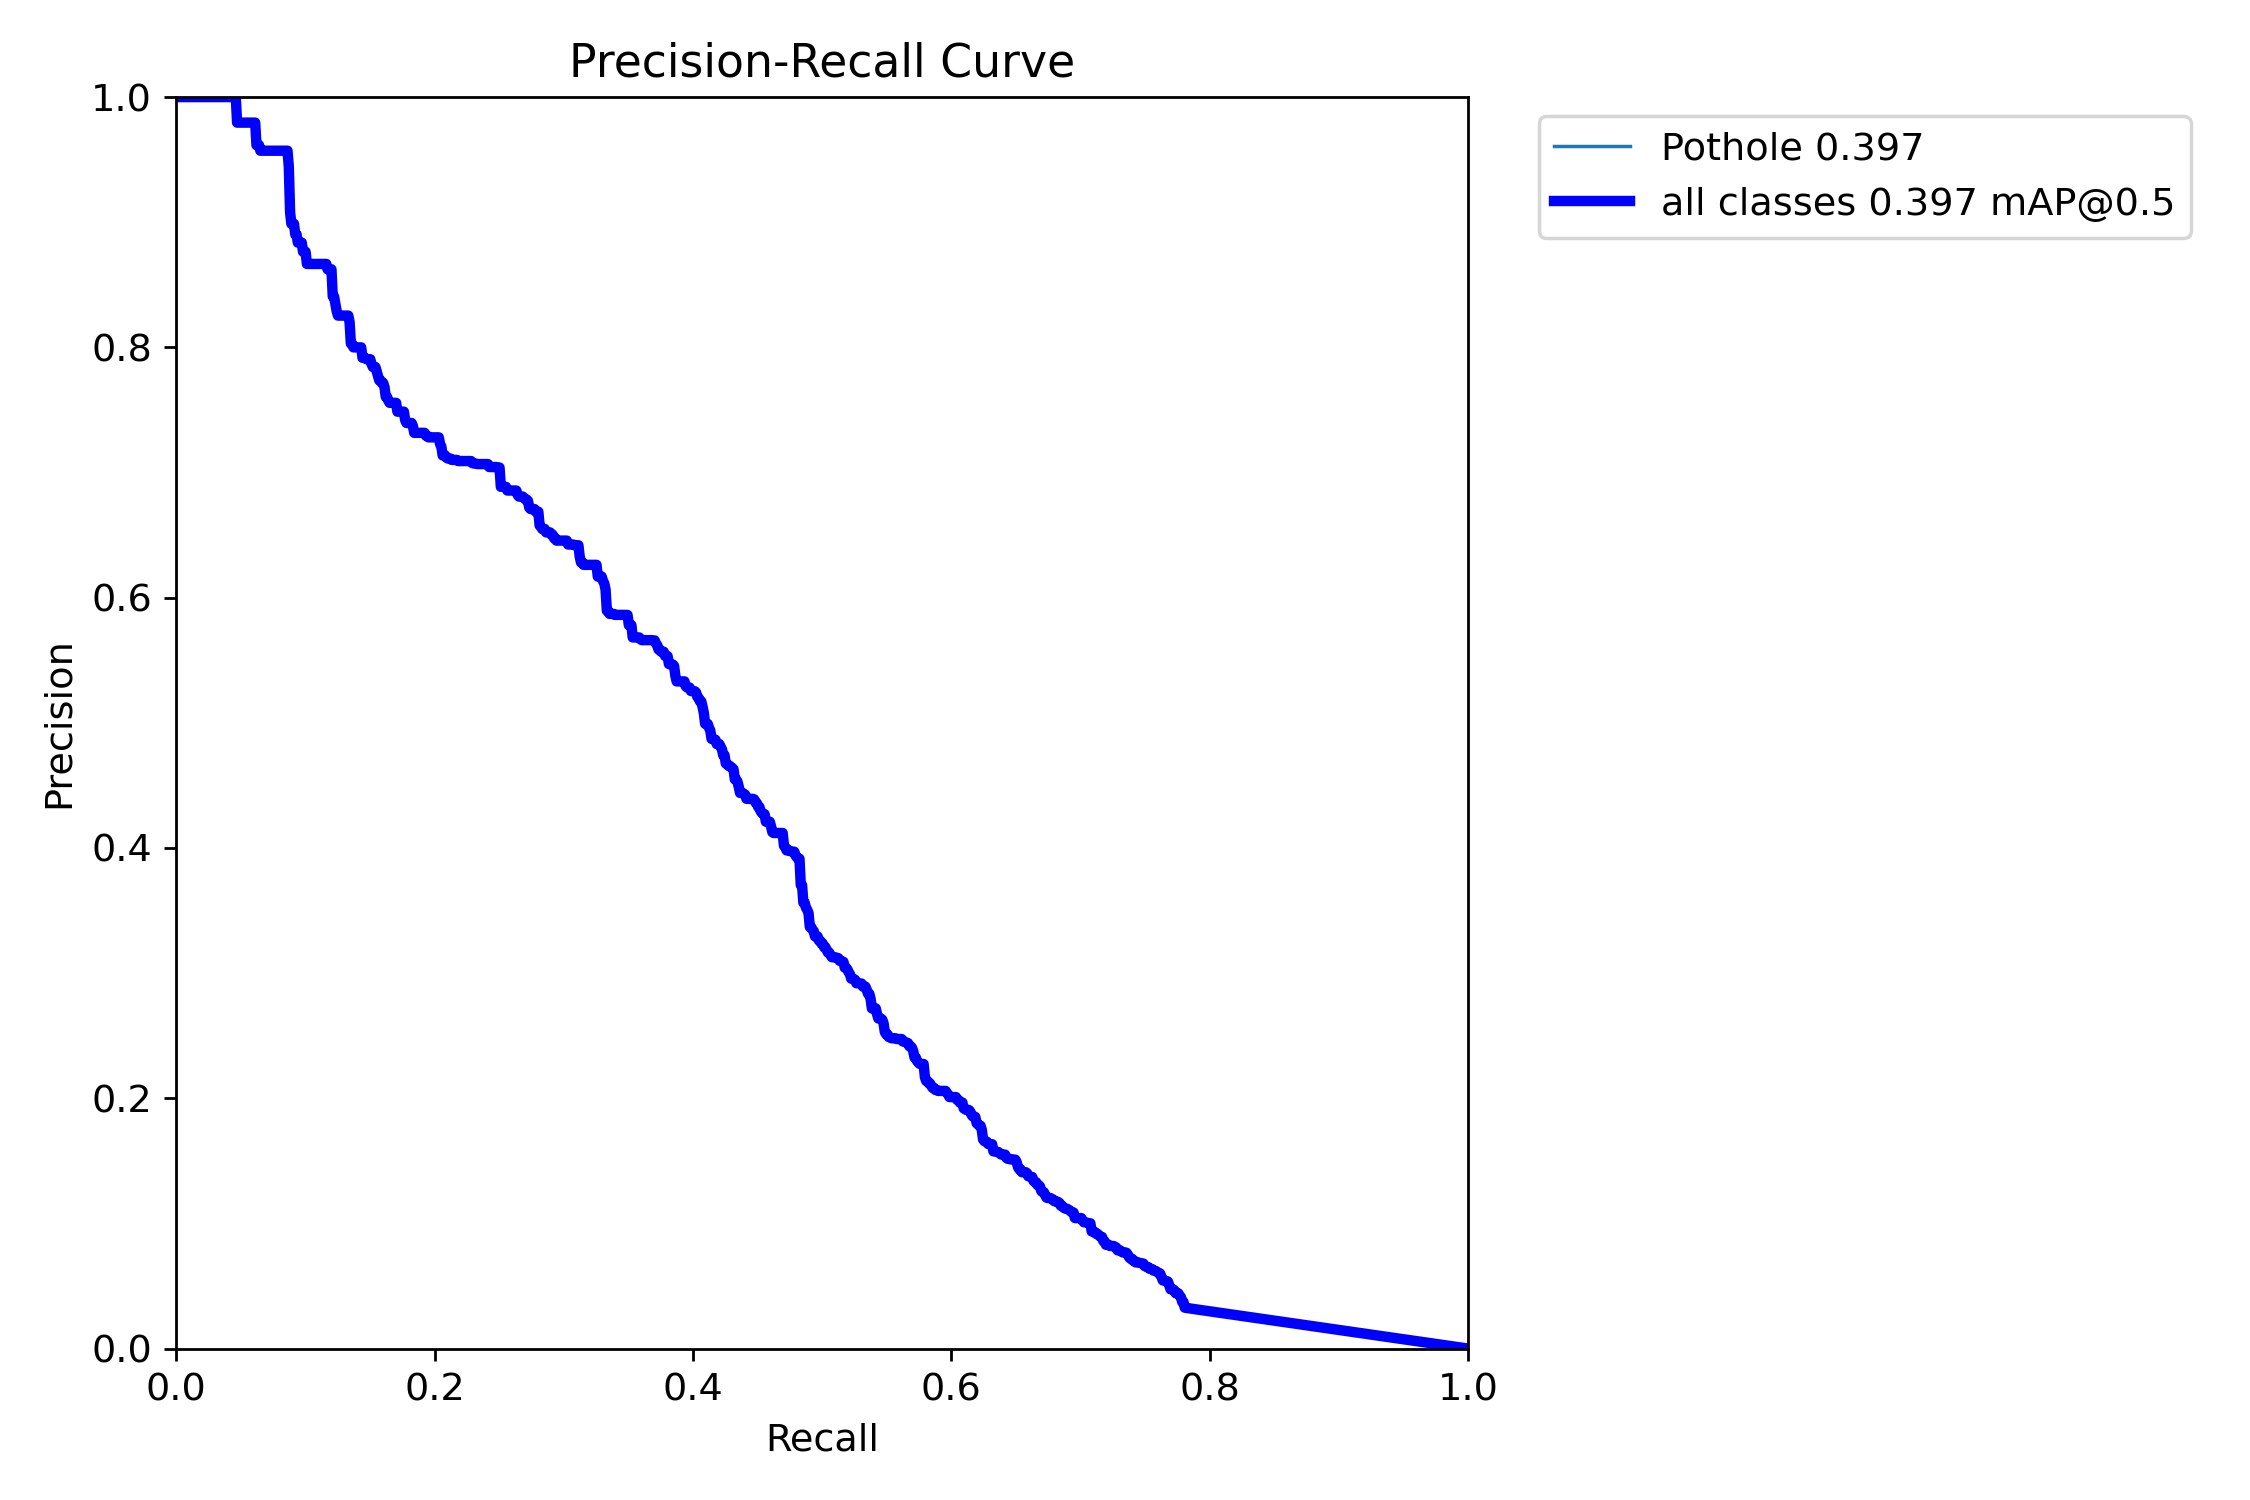 Precision-Recall Curve
Pothole 0.397
all classes 0.397 mAP@0.5
Precision
1.0
0.8
0.6
0.4
0.2
0.0
0.0 0.2 0.4 0.6 0.8 1.0
Recall